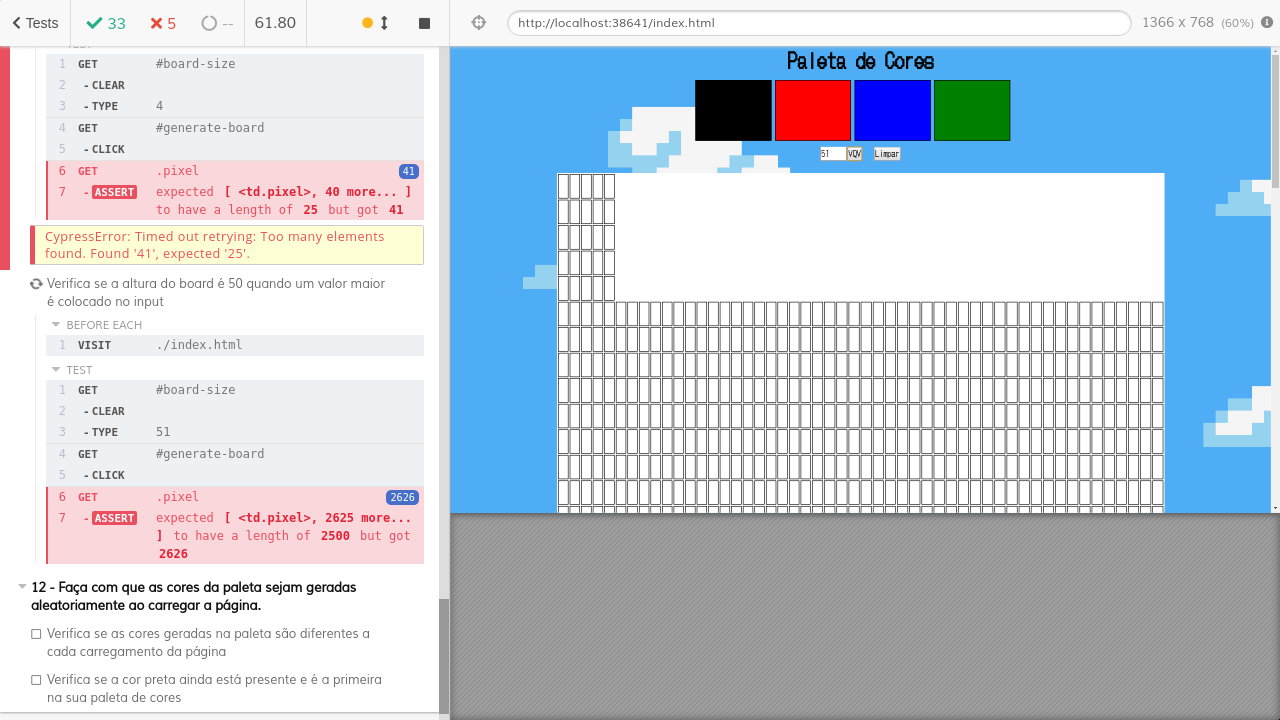 Tests
33
5
--
61.80
http://localhost:38641/index.html
1366 x 768 (60%)
1 GET #board-size
2 - CLEAR
3 - TYPE 4
4 GET #generate-board
5 - CLICK
6 GET .pixel 41
7 - ASSERT expected [ <td.pixel>, 40 more... ]
to have a length of 25 but got 41
CypressError: Timed out retrying: Too many elements
found. Found '41', expected '25'.
Verifica se a altura do board é 50 quando um valor maior
é colocado no input
BEFORE EACH
1 VISIT ./index.html
TEST
1 GET #board-size
2 - CLEAR
3 - TYPE 51
4 GET #generate-board
5 - CLICK
6 GET .pixel 2626
7 - ASSERT expected [ <td.pixel>, 2625 more...
] to have a length of 2500 but got
2626
12 - Faça com que as cores da paleta sejam geradas
aleatoriamente ao carregar a página.
Verifica se as cores geradas na paleta são diferentes a
cada carregamento da página
Verifica se a cor preta ainda está presente e é a primeira
na sua paleta de cores
Paleta de Cores
51 VQV Limpar